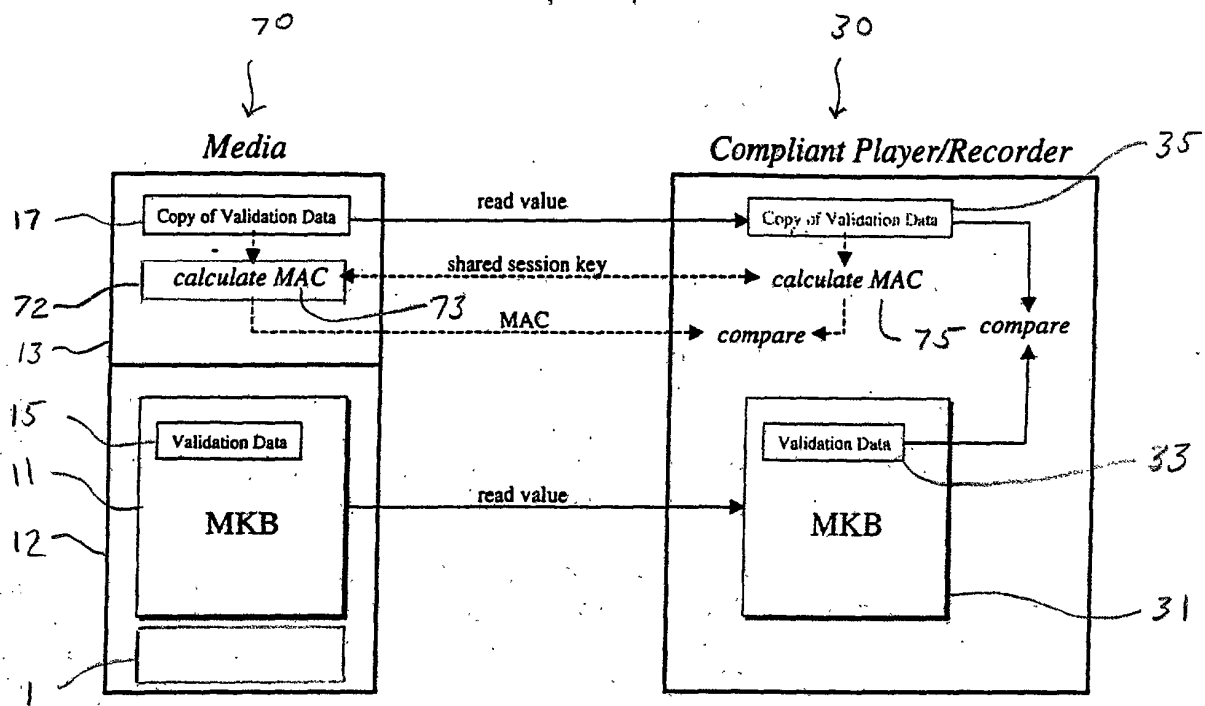 70
30
Media
Compliant Player/Recorder
35
17
Copy of Validation Data
read value
Copy of Validation Data
72
calculate MAC
shared session key
calculate MAC
73
MAC
compare
75
compare
13
15
Validation Data
Validation Data
33
11
read value
12
MKB
MKB
31
1